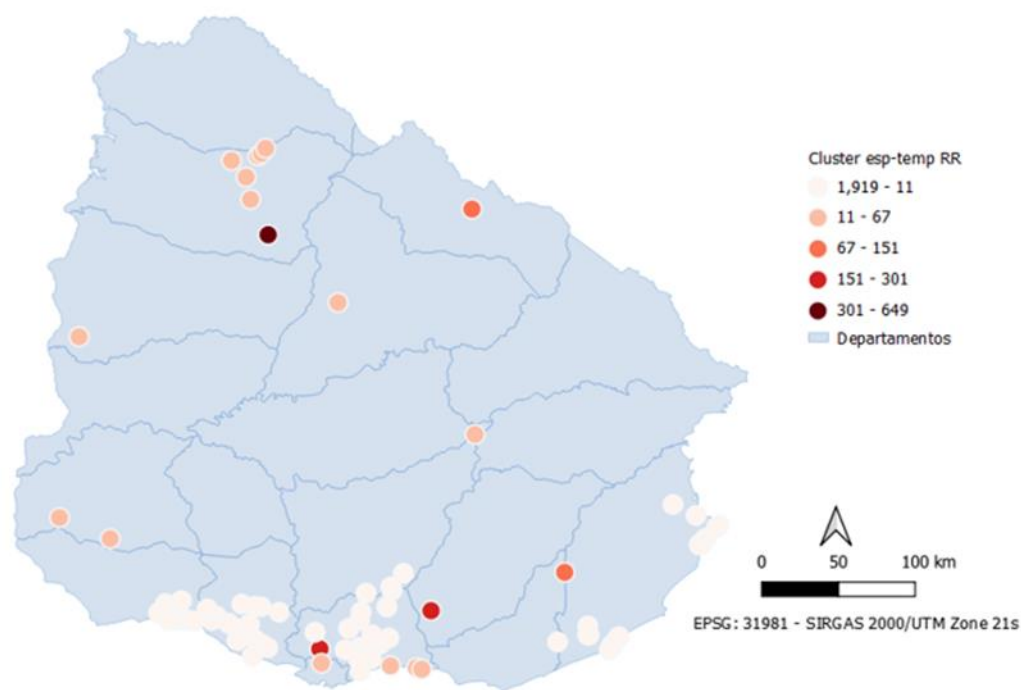 Cluster esp-temp RR
1,919 - 11
11 - 67
67 - 151
151 - 301
301 - 649
Departamentos
0 50 100 km
EPSG: 31981 - SIRGAS 2000/UTM Zone 21s